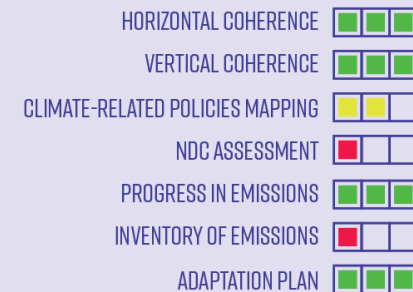 HORIZONTAL COHERENCE
VERTICAL COHERENCE
CLIMATE-RELATED POLICIES MAPPING
NDC ASSESSMENT
PROGRESS IN EMISSIONS
INVENTORY OF EMISSIONS
ADAPTATION PLAN